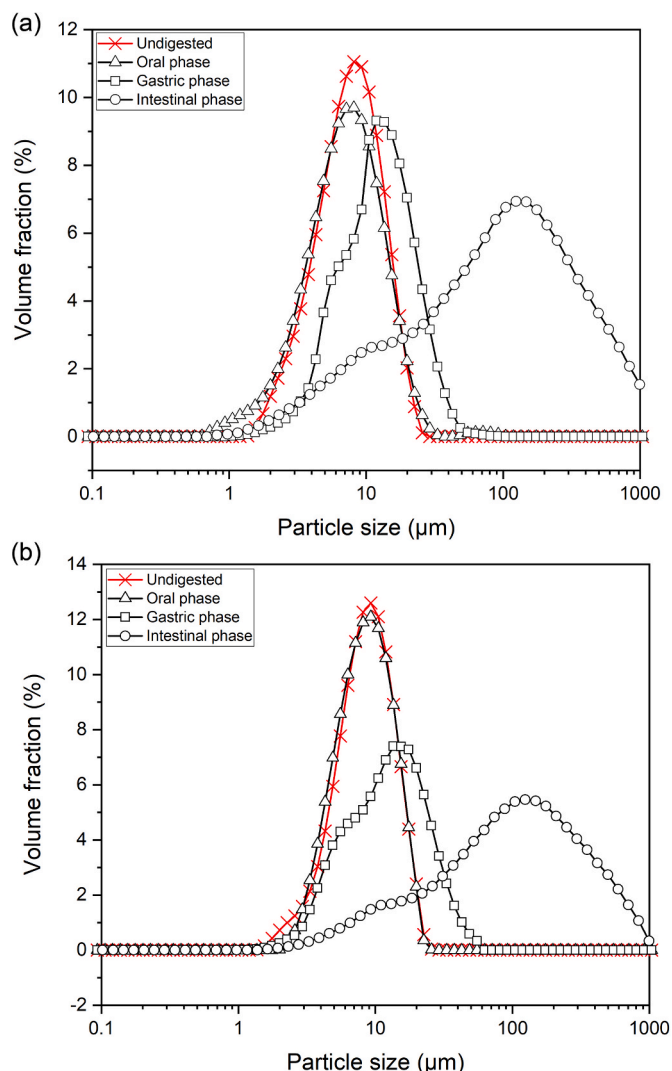 (a)
12
10
8
6
4
2
0
Volume fraction (%)
Undigested
Oral phase
Gastric phase
Intestinal phase
0.1 1 10 100 1000
Particle size (µm)
(b)
14
12
10
8
6
4
2
0
-2
Volume fraction (%)
Undigested
Oral phase
Gastric phase
Intestinal phase
0.1 1 10 100 1000
Particle size (µm)